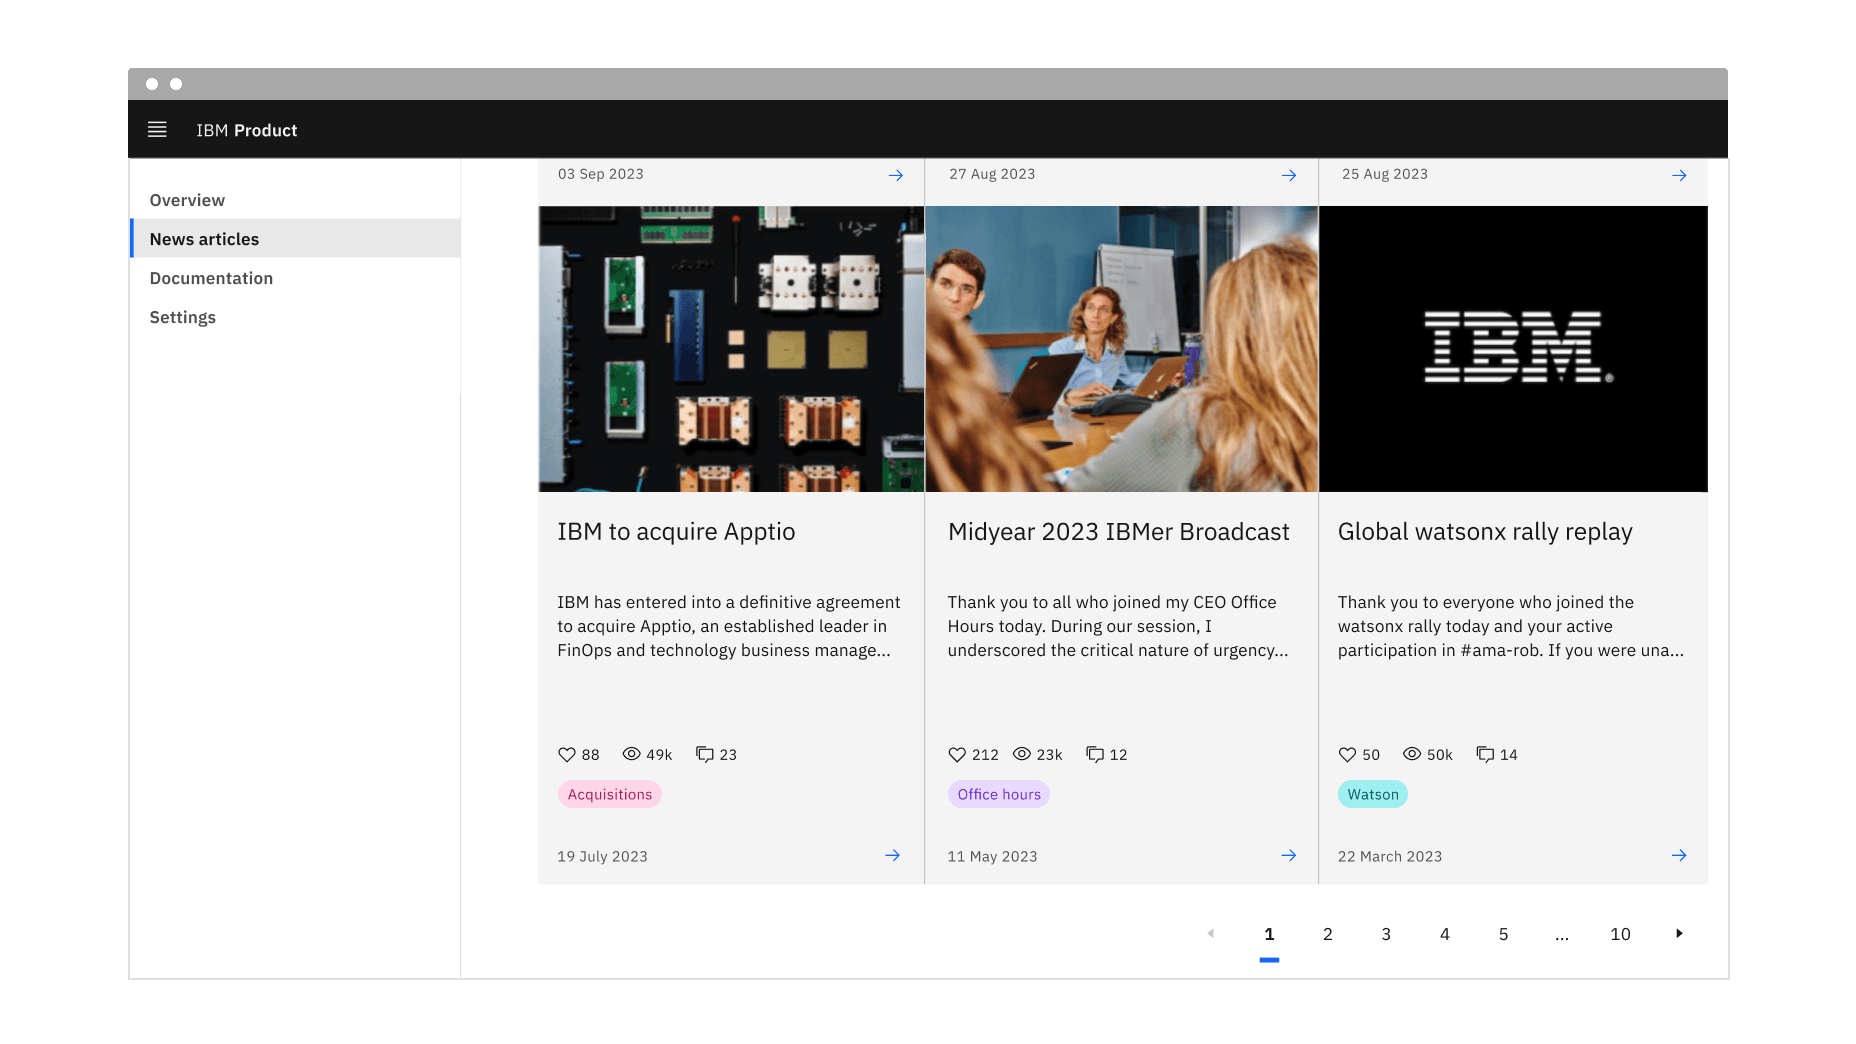 IBM Product
Overview
News articles
Documentation
Settings
03 Sep 2023
27 Aug 2023
25 Aug 2023
IBM®
IBM to acquire Apptio
IBM has entered into a definitive agreement
to acquire Apptio, an established leader in
FinOps and technology business manage...
88 49k 23
Acquisitions
19 July 2023
Midyear 2023 IBMer Broadcast
Thank you to all who joined my CEO Office
Hours today. During our session, I
underscored the critical nature of urgency...
212 23k 12
Office hours
11 May 2023
Global watsonx rally replay
Thank you to everyone who joined the
watsonx rally today and your active
participation in #ama-rob. If you were una...
50 50k 14
Watson
22 March 2023
1 2 3 4 5 ... 10